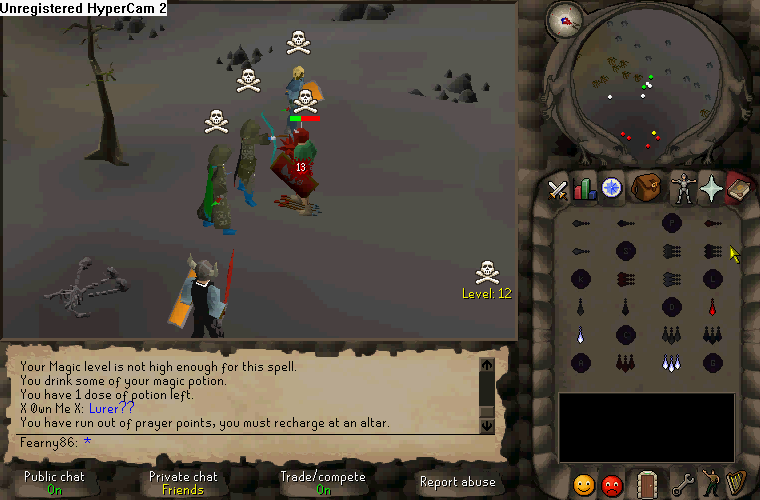 Unregistered HyperCam 2
13
Level: 12
Your Magic level is not high enough for this spell.
You drink some of your magic potion.
You have 1 dose of potion left.
X 0wn Me X: Lurer??
You have run out of prayer points, you must recharge at an altar.
Fearny86: *
Public chat
On
Private chat
Friends
Trade/compete
On
Report abuse